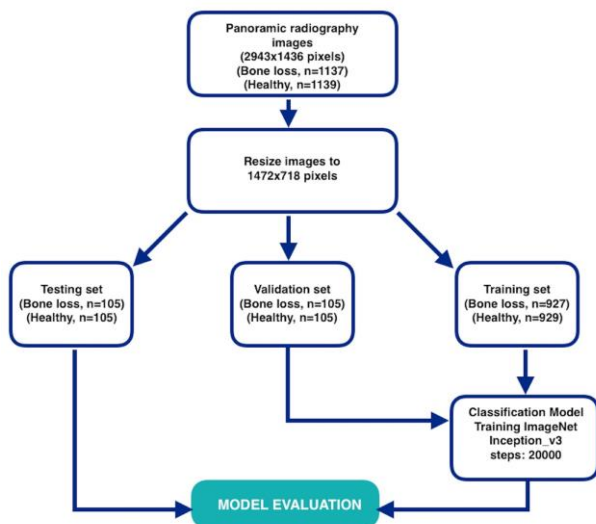 Panoramic radiography
images
(2943x1436 pixels)
(Bone loss, n=1137)
(Healthy, n=1139)
Resize images to
1472x718 pixels
Testing set
(Bone loss, n=105)
(Healthy, n=105)
Validation set
(Bone loss, n=105)
(Healthy, n=105)
Training set
(Bone loss, n=927)
(Healthy, n=929)
Classification Model
Training ImageNet
Inception_v3
steps: 20000
MODEL EVALUATION